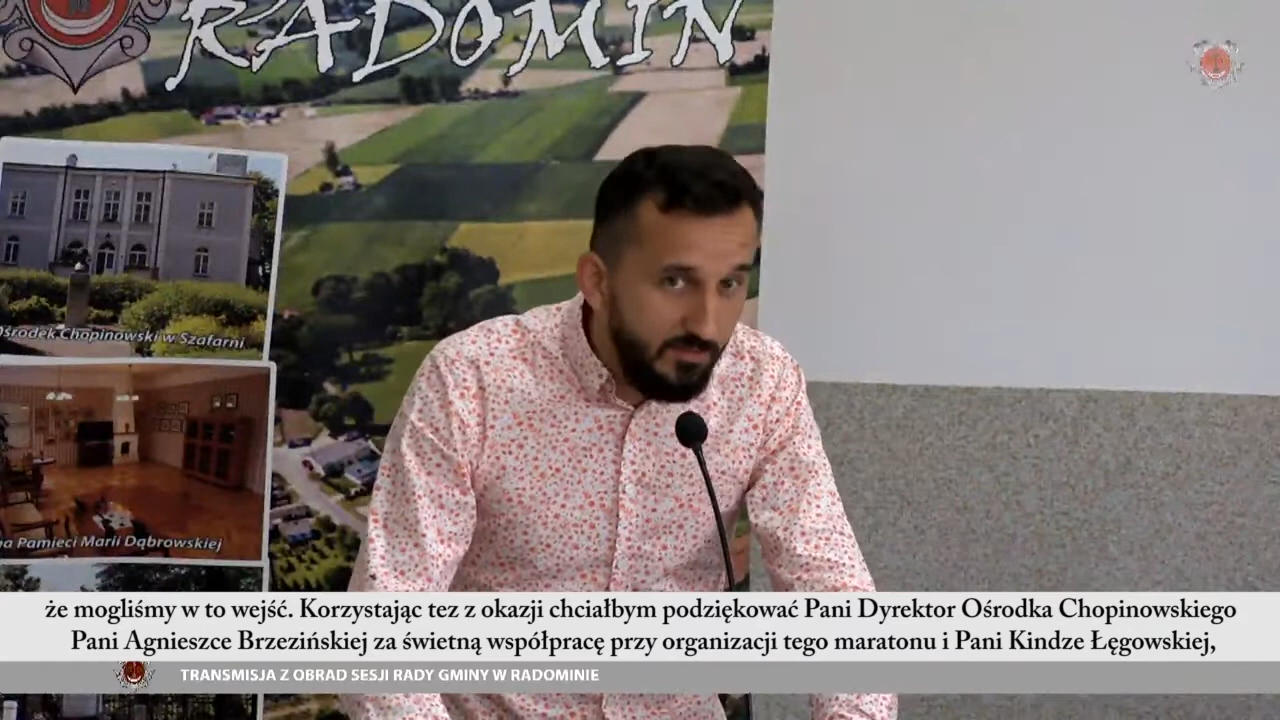 RADOMIN
Ośrodek Chopinowski w Szafarni
Pamieci Marii Dąbrowskiej
że mogliśmy w to wejść. Korzystając tez z okazji chciałbym podziękować Pani Dyrektor Ośrodka Chopinowskiego
Pani Agnieszce Brzezińskiej za świetną współpracę przy organizacji tego maratonu i Pani Kindze Łęgowskiej,
TRANSMISJA Z OBRAD SESJI RADY GMINY W RADOMINIE